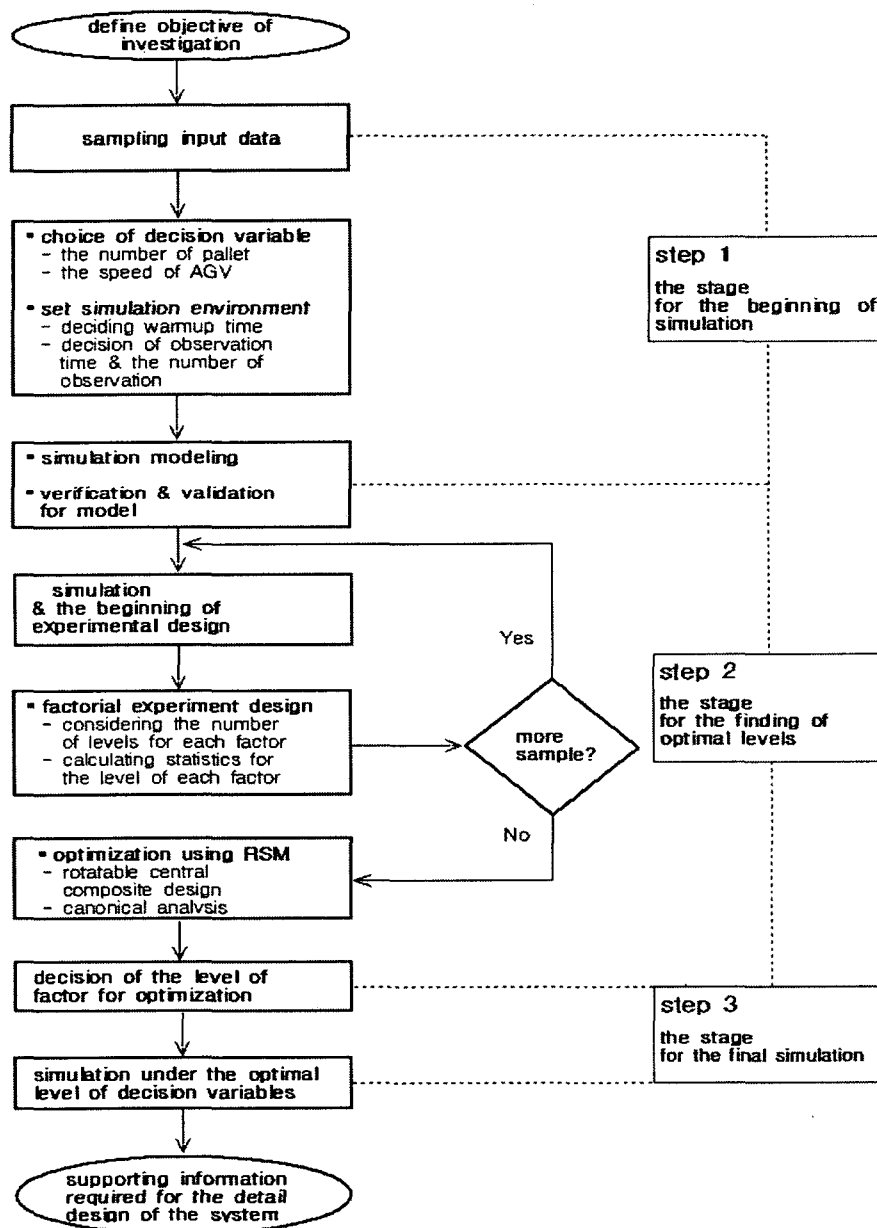 define objective of
investigation
sampling input data
▪ choice of decision variable
– the number of pallet
– the speed of AGV
▪ set simulation environment
– deciding warmup time
– decision of observation
time & the number of
observation
step 1
the stage
for the beginning of
simulation
▪ simulation modeling
▪ verification & validation
for model
simulation
& the beginning of
experimental design
Yes
▪ factorial experiment design
– considering the number
of levels for each factor
– calculating statistics for
the level of each factor
more
sample?
step 2
the stage
for the finding of
optimal levels
No
▪ optimization using RSM
– rotatable central
composite design
– canonical analysis
decision of the level of
factor for optimization
step 3
the stage
for the final simulation
simulation under the optimal
level of decision variables
supporting information
required for the detail
design of the system